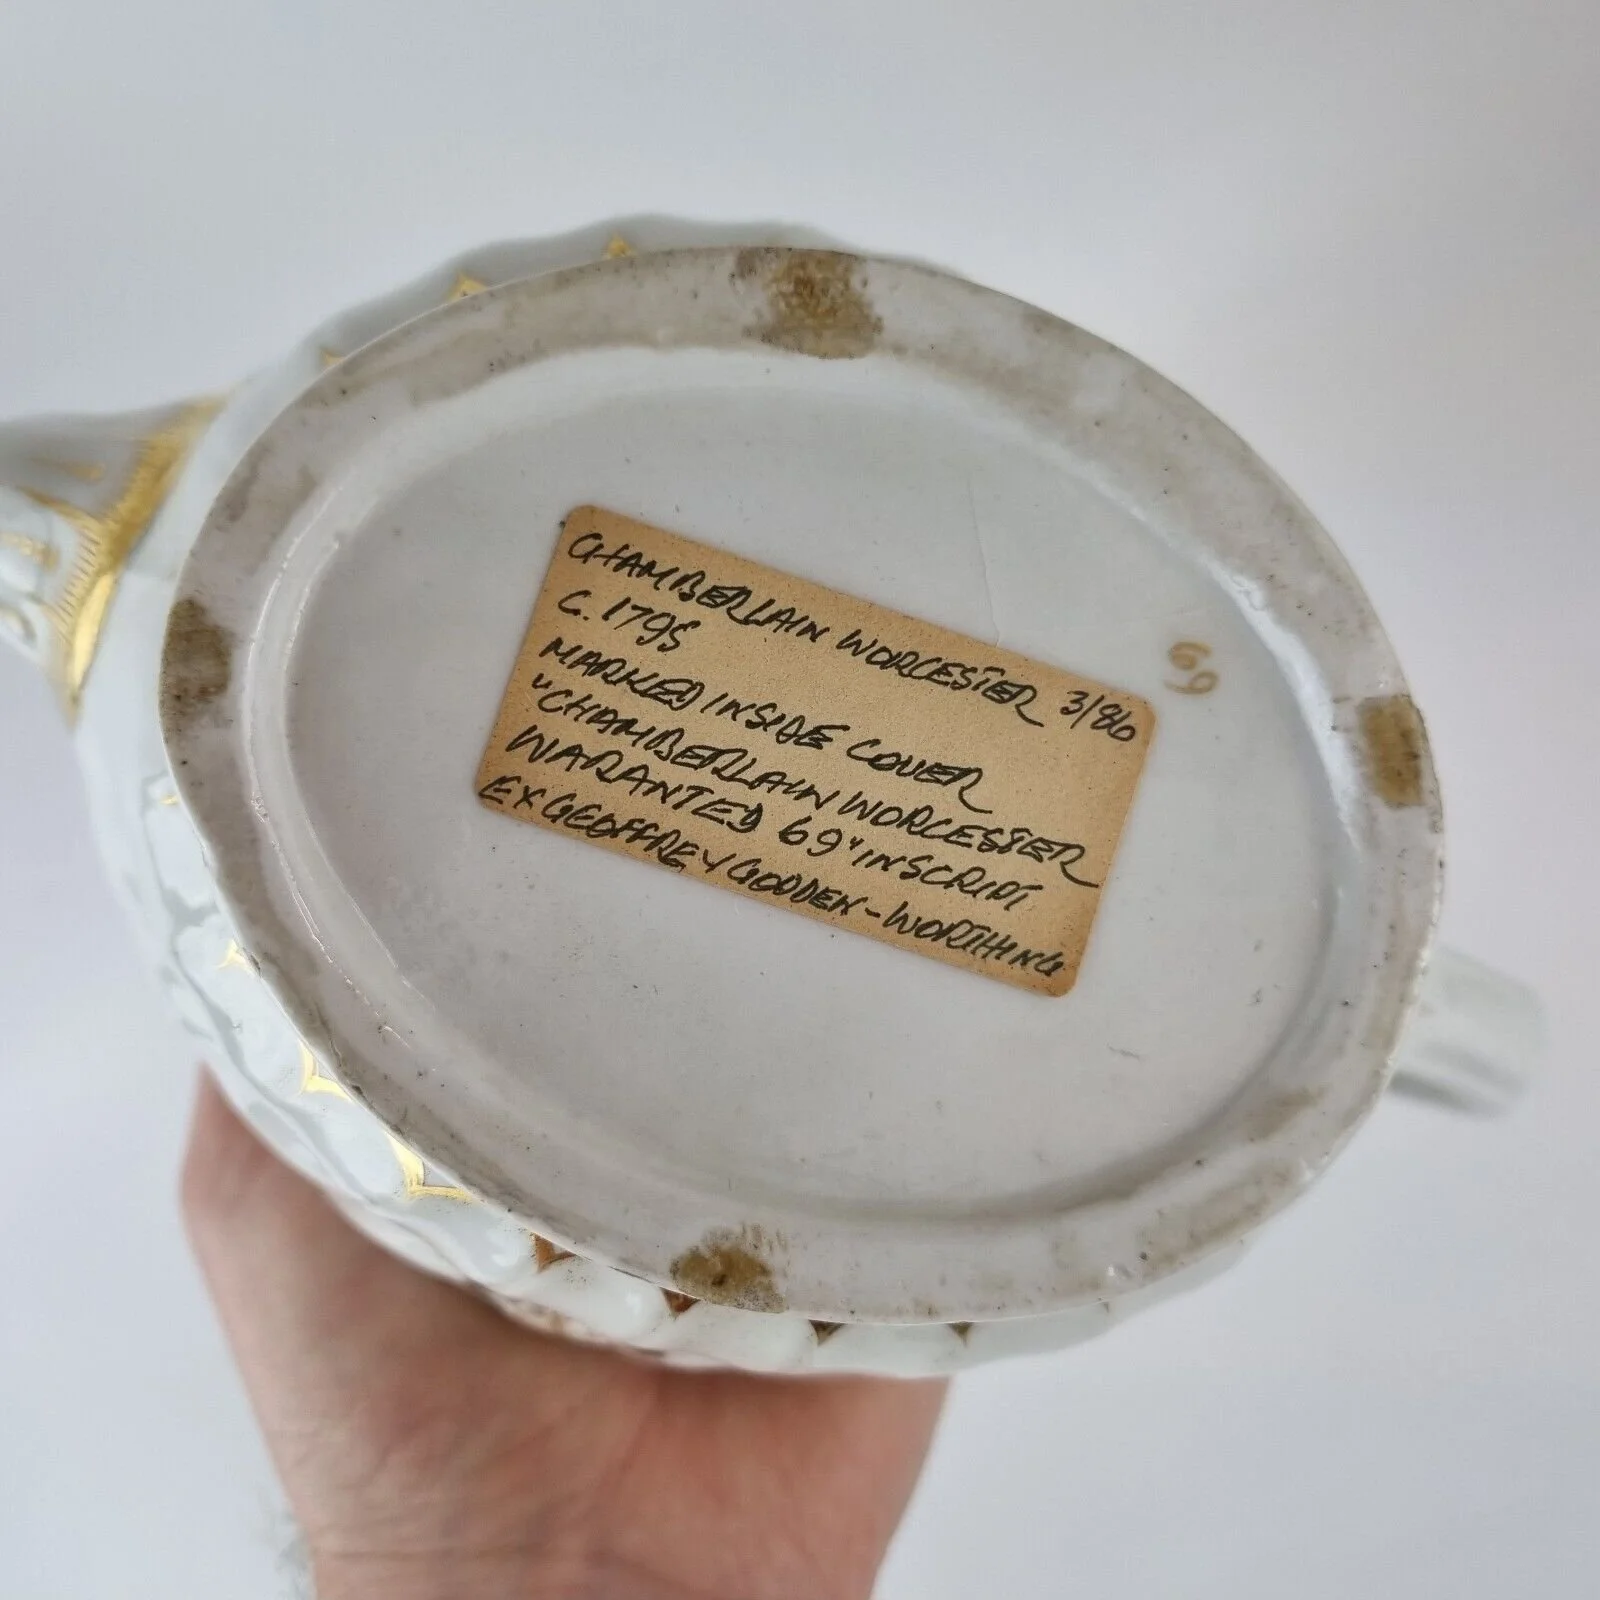 CHAMBERLAIN WORCESTER 3/86
C. 1795
MARKED INSIDE COVER
"CHAMBERLAIN WORCESTER
WARANTED 69" IN SCRIPT
EX GEOFFREY GODDEN - WORTHING
69